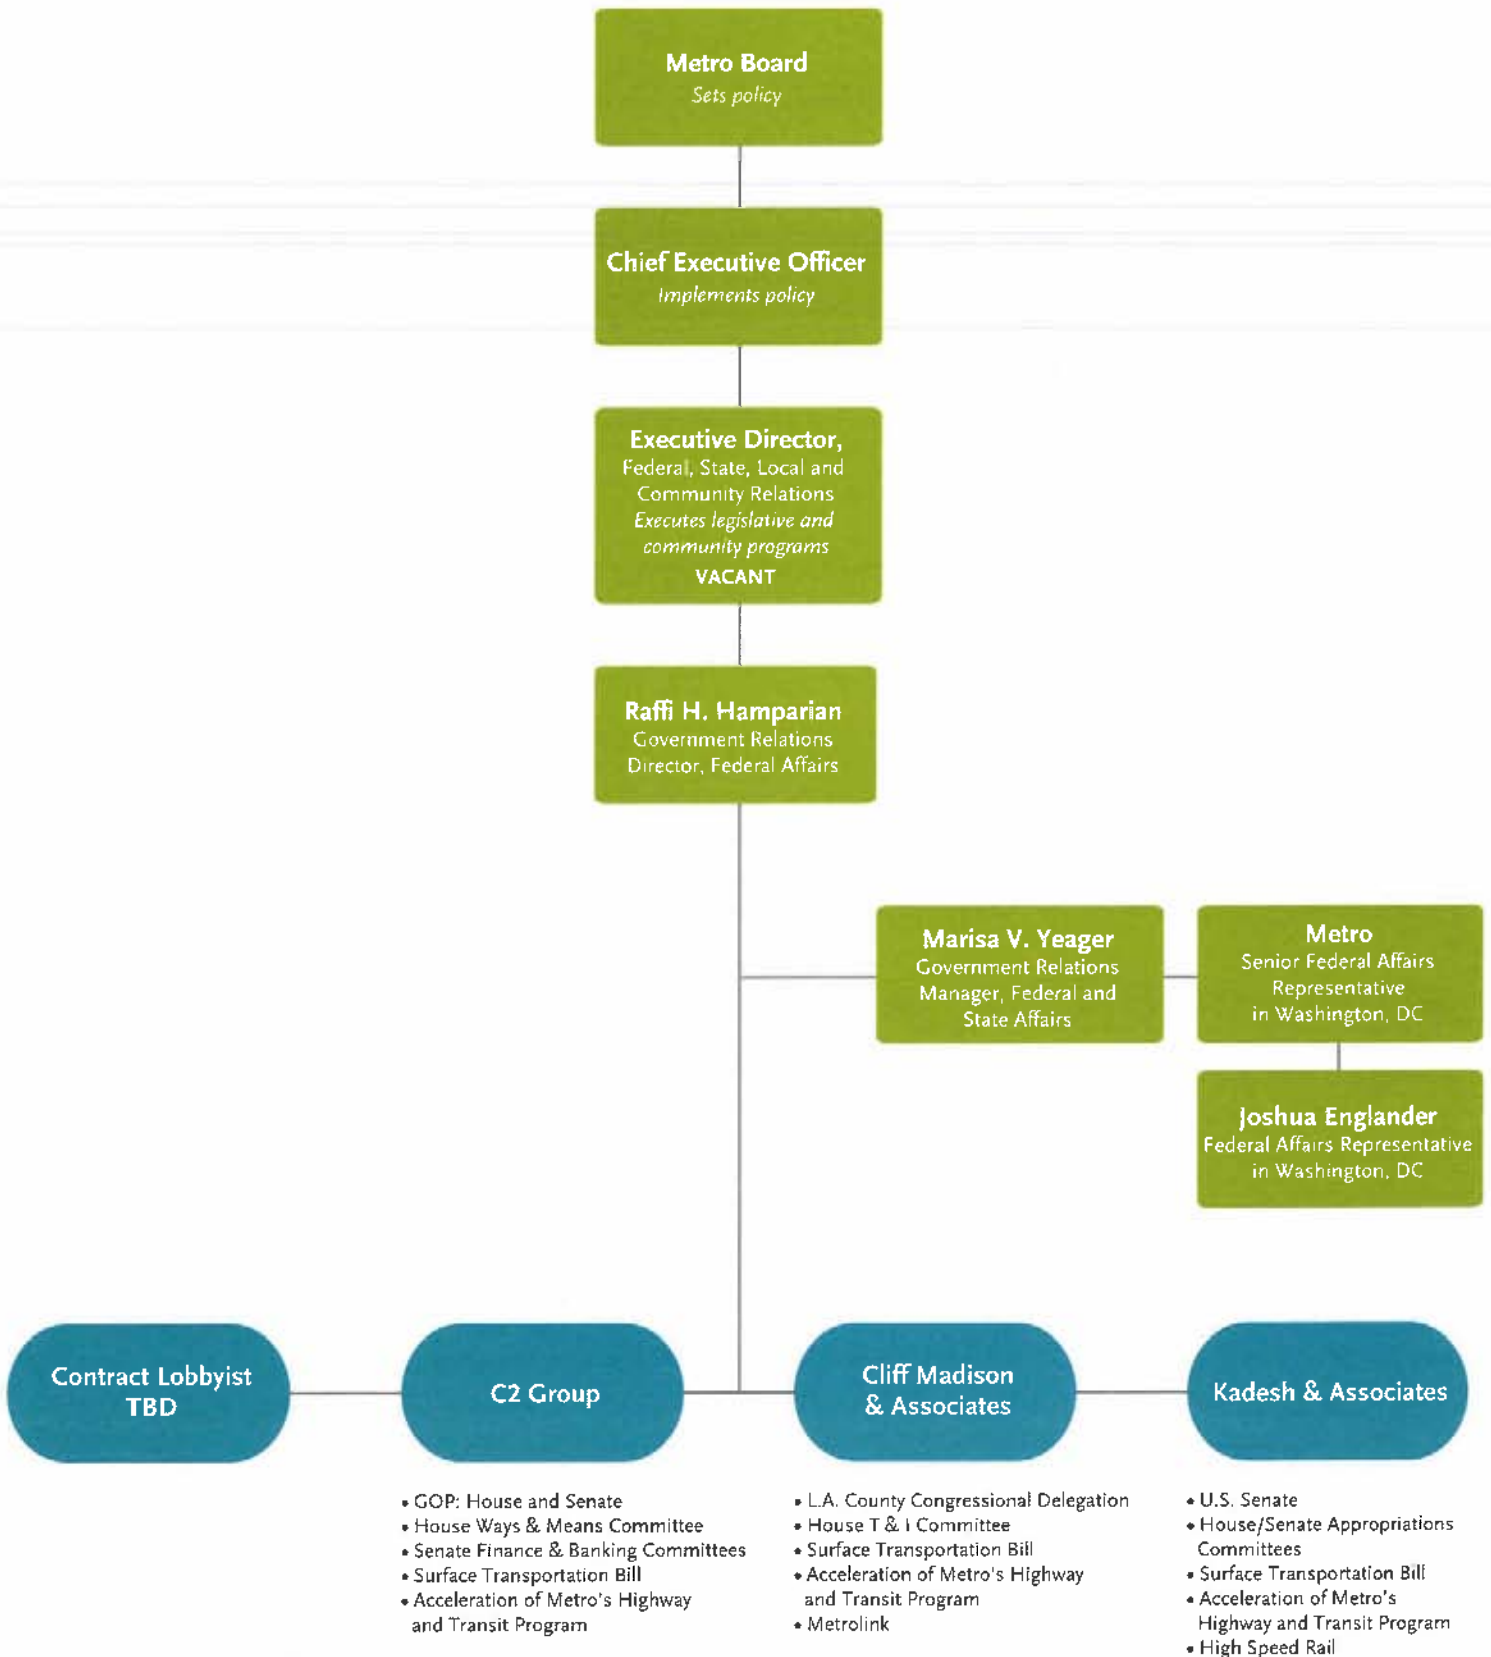 Metro Board
Sets policy
Chief Executive Officer
Implements policy
Executive Director,
Federal, State, Local and
Community Relations
Executes legislative and
community programs
VACANT
Raffi H. Hamparian
Government Relations
Director, Federal Affairs
Marisa V. Yeager
Government Relations
Manager, Federal and
State Affairs
Metro
Senior Federal Affairs
Representative
in Washington, DC
Joshua Englander
Federal Affairs Representative
in Washington, DC
Contract Lobbyist
TBD
C2 Group
• GOP: House and Senate
• House Ways & Means Committee
• Senate Finance & Banking Committees
• Surface Transportation Bill
• Acceleration of Metro's Highway
and Transit Program
Cliff Madison
& Associates
• L.A. County Congressional Delegation
• House T & I Committee
• Surface Transportation Bill
• Acceleration of Metro's Highway
and Transit Program
• Metrolink
Kadesh & Associates
• U.S. Senate
• House/Senate Appropriations
Committees
• Surface Transportation Bill
• Acceleration of Metro's
Highway and Transit Program
• High Speed Rail